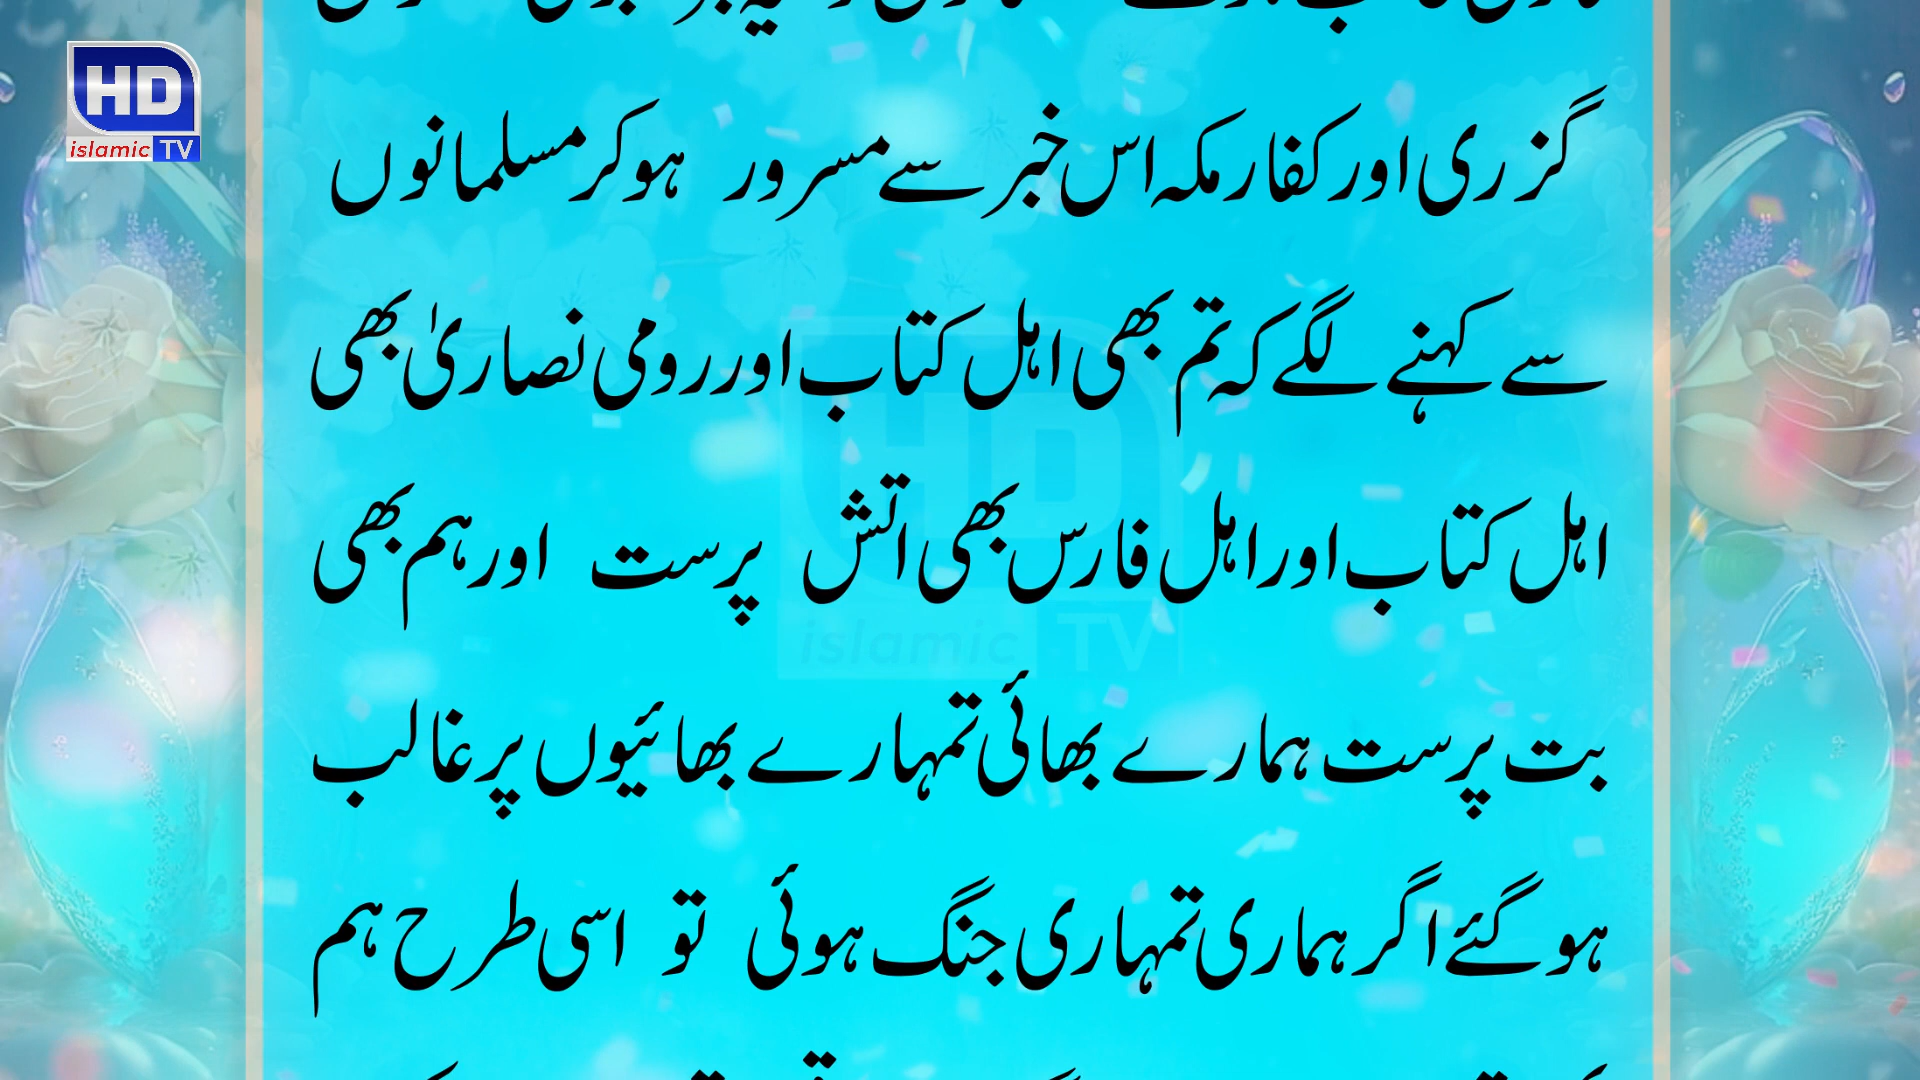 HD
islamic TV
گزری اور کفار مکہ اس خبر سے مسرور ہو کر مسلمانوں
سے کہنے لگے کہ تم بھی اہل کتاب اور رومی نصاریٰ بھی
اہل کتاب اور اہل فارس بھی اتش پرست اور ہم بھی
بت پرست ہمارے بھائی تمہارے بھائیوں پر غالب
ہو گئے اگر ہماری تمہاری جنگ ہوئی تو اسی طرح ہم